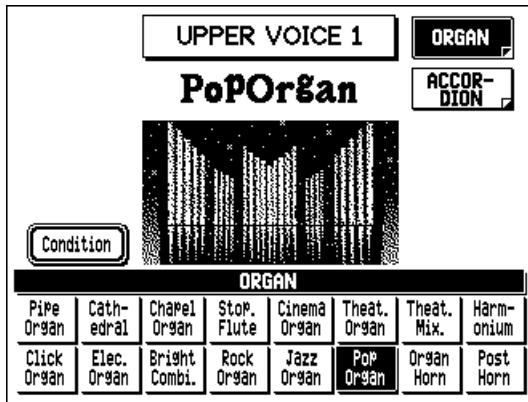 UPPER VOICE 1
ORGAN
PopOrgan
ACCOR-
DION
Condition
ORGAN
Pipe Organ
Cath-edral
Chapel Organ
Stop. Flute
Cinema Organ
Theat. Organ
Theat. Mix.
Harm-onium
Click Organ
Elec. Organ
Bright Combi.
Rock Organ
Jazz Organ
Pop Organ
Organ Horn
Post Horn